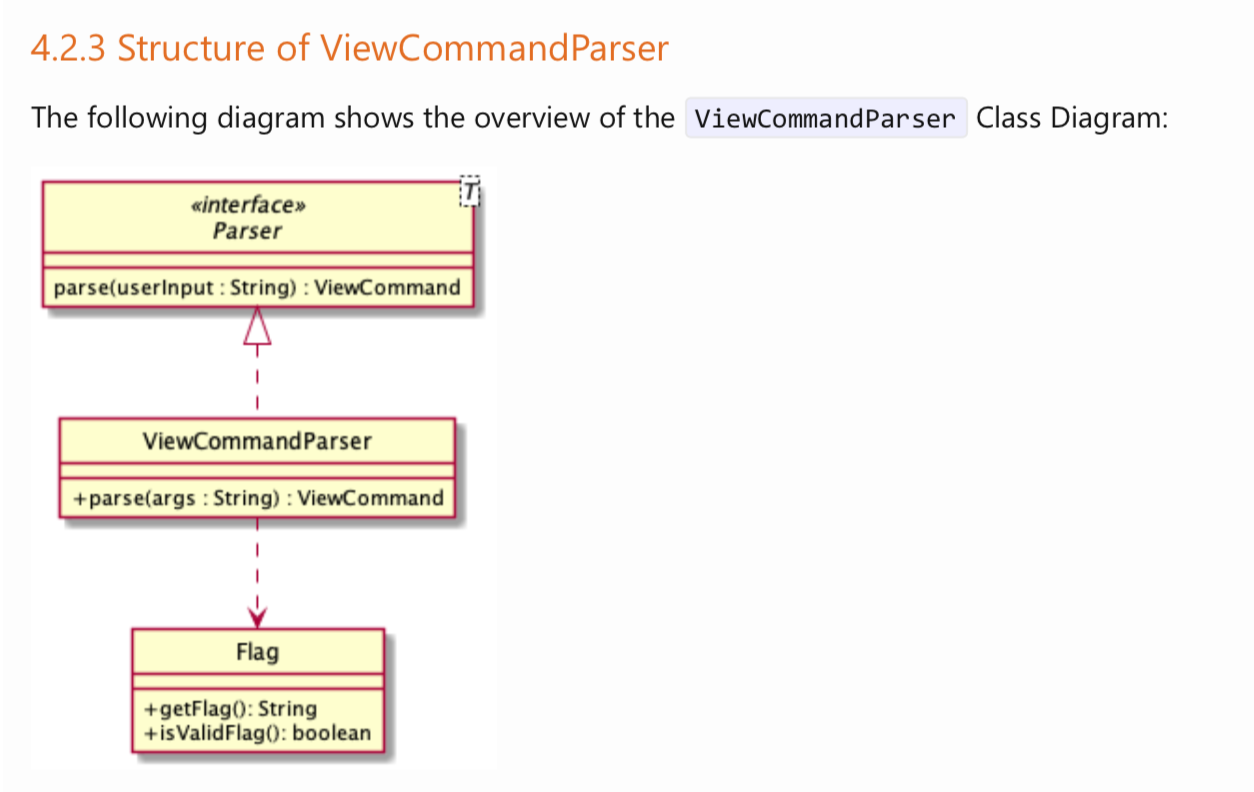 4.2.3 Structure of ViewCommandParser
The following diagram shows the overview of the ViewCommandParser Class Diagram:
T
«interface»
Parser
parse(userInput : String) : ViewCommand
ViewCommandParser
+parse(args : String) : ViewCommand
Flag
+getFlag(): String
+isValidFlag(): boolean